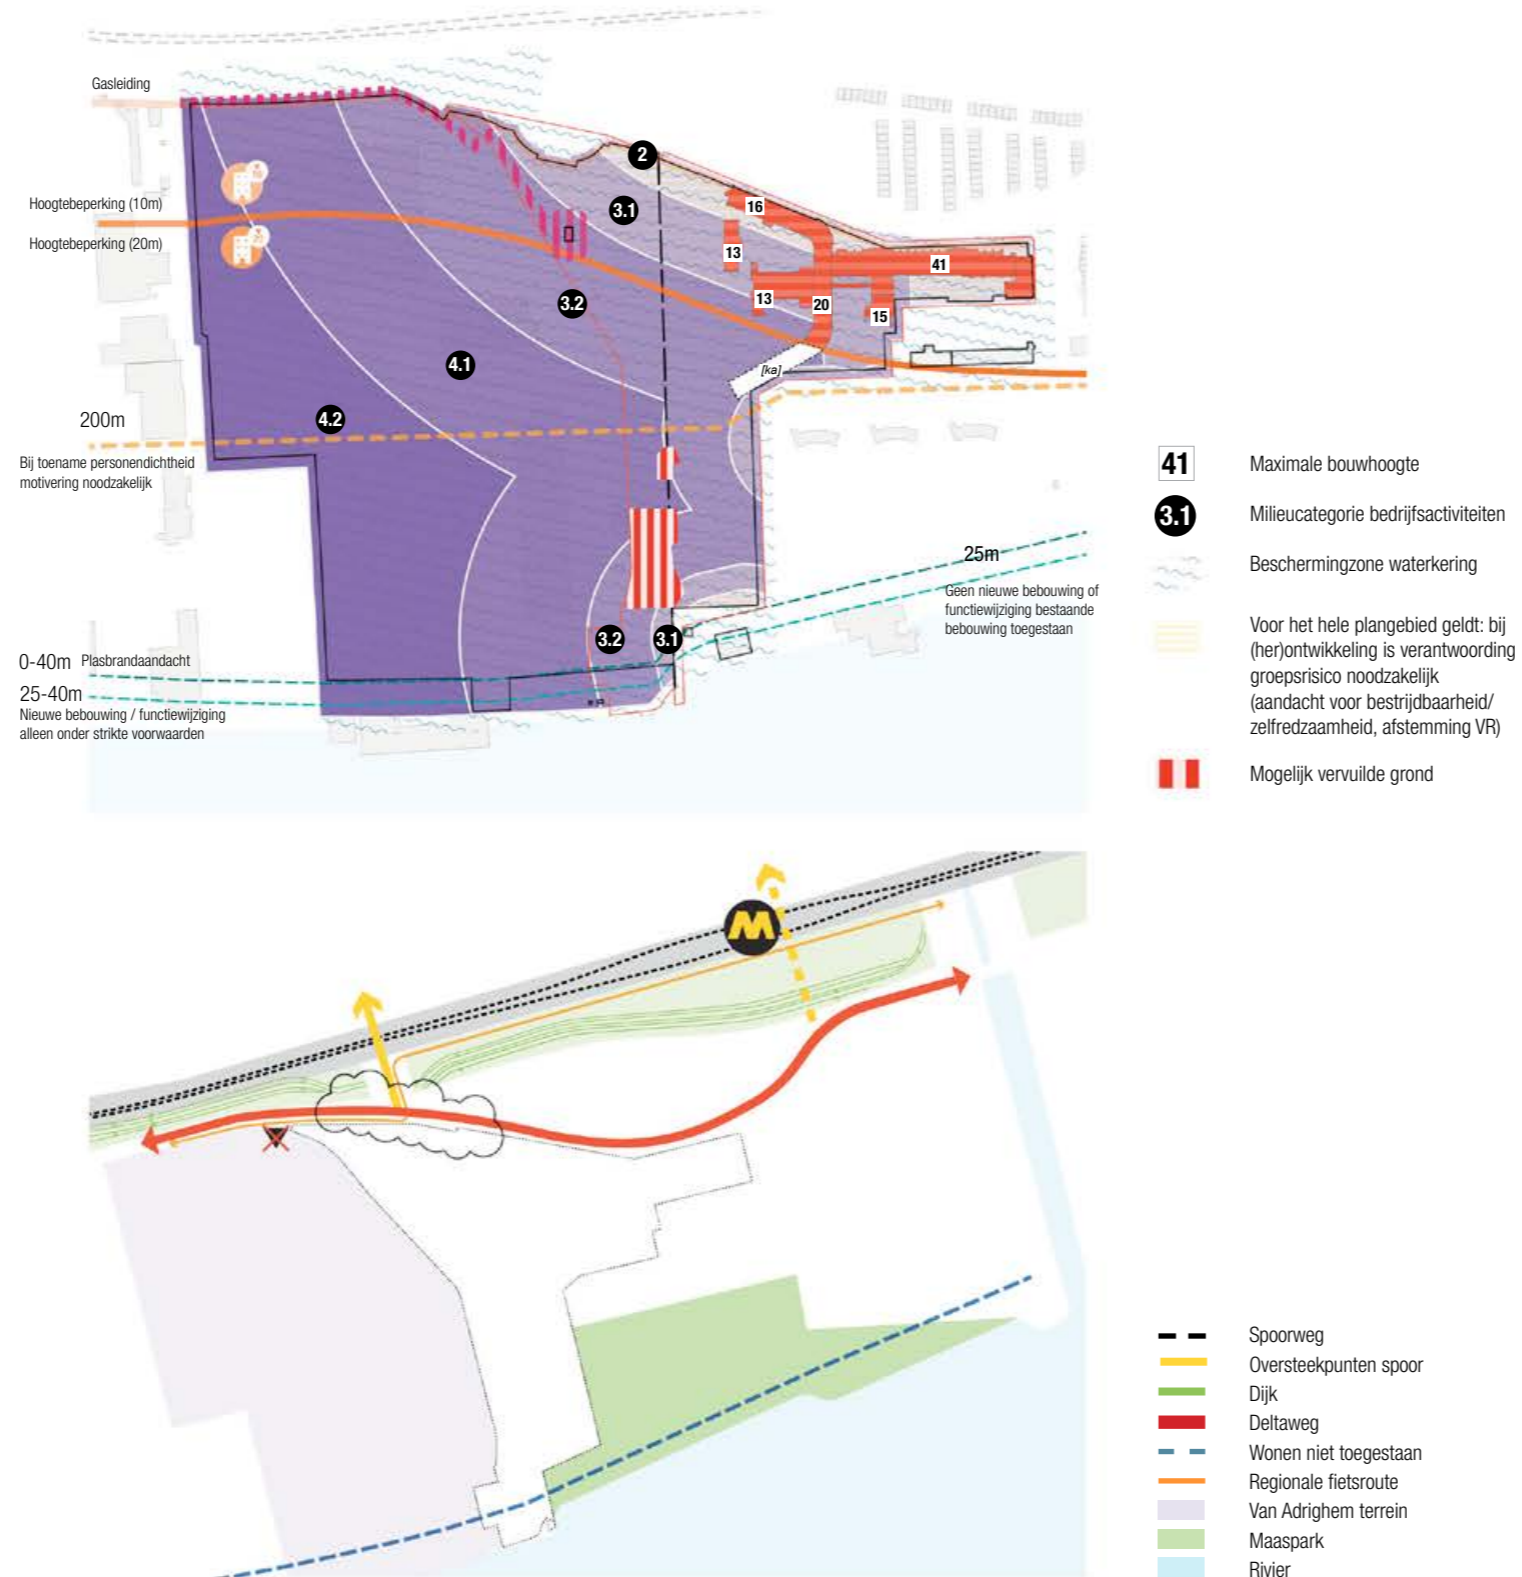 Gasleiding
2
3.1
16
Hoogtebeperking (10m)
13
41
Hoogtebeperking (20m)
13
20
15
3.2
4.1
[ka]
4.2
200m
Bij toename personendichtheid
motivering noodzakelijk
25m
Geen nieuwe bebouwing of
functiewijziging bestaande
bebouwing toegestaan
3.2
3.1
0-40m Plasbrandaandacht
25-40m
Nieuwe bebouwing / functiewijziging
alleen onder strikte voorwaarden
41 Maximale bouwhoogte
3.1 Milieucategorie bedrijfsactiviteiten
Beschermingzone waterkering
Voor het hele plangebied geldt: bij
(her)ontwikkeling is verantwoording
groepsrisico noodzakelijk
(aandacht voor bestrijdbaarheid/
zelfredzaamheid, afstemming VR)
Mogelijk vervuilde grond
M
Spoorweg
Oversteekpunten spoor
Dijk
Deltaweg
Wonen niet toegestaan
Regionale fietsroute
Van Adrighem terrein
Maaspark
Rivier